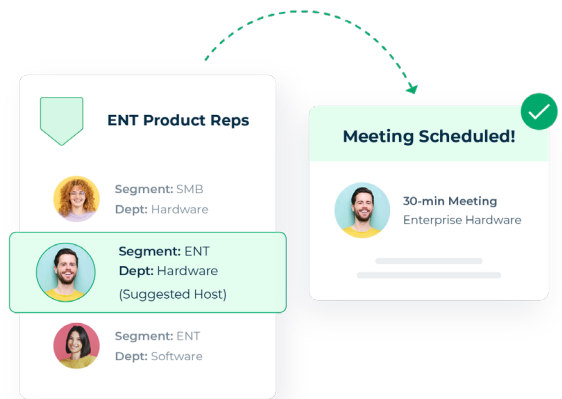 ENT Product Reps
Segment: SMB
Dept: Hardware
Segment: ENT
Dept: Hardware
(Suggested Host)
Segment: ENT
Dept: Software
Meeting Scheduled!
30-min Meeting
Enterprise Hardware